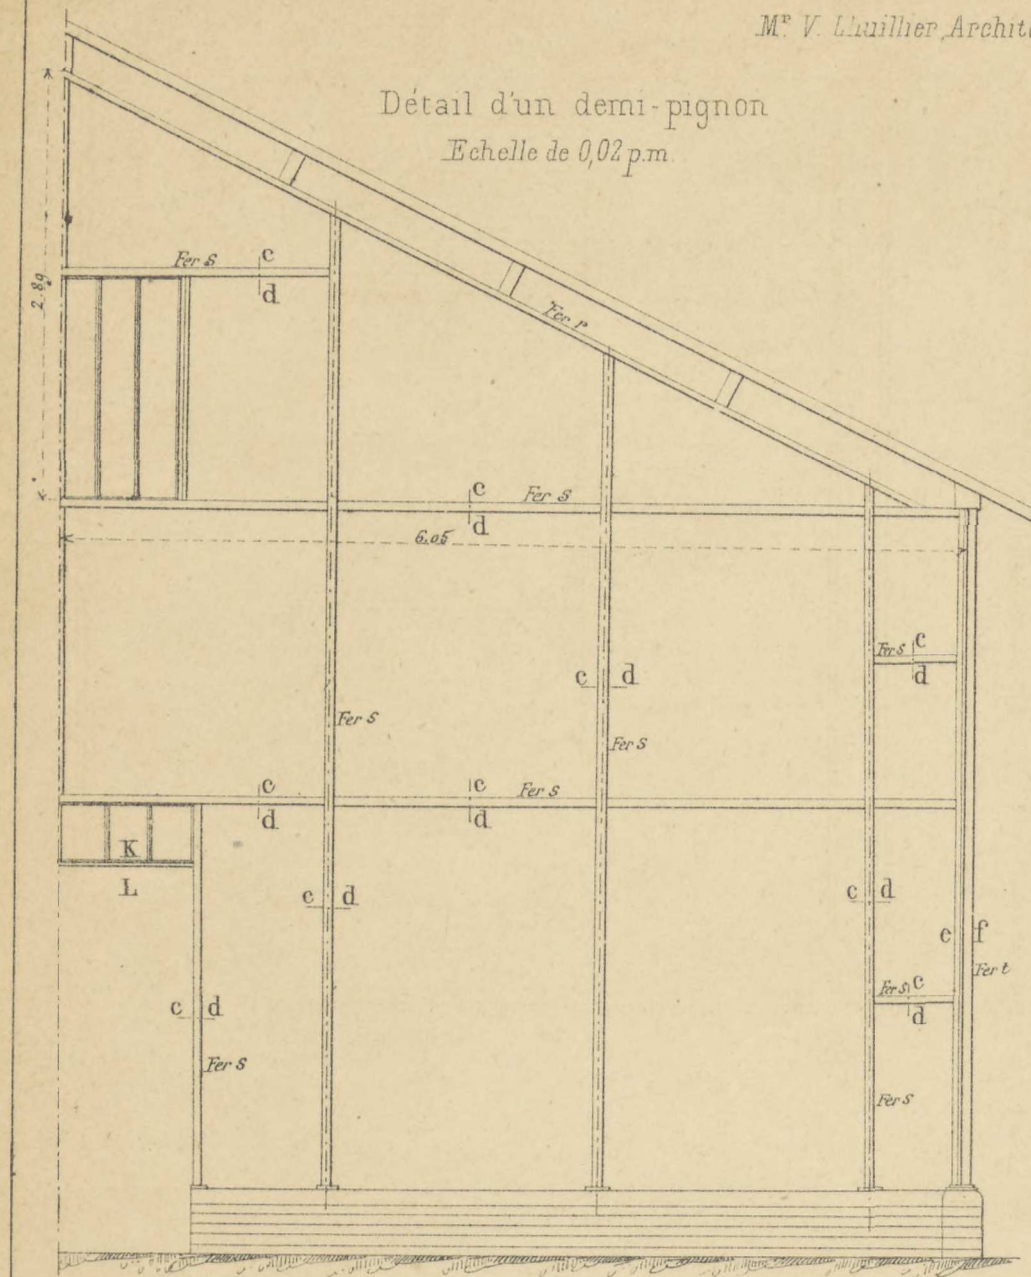 Mr V. Lhuillier, Archit
Détail d'un demi-pignon
Echelle de 0,02 p.m.
Fer s c
d
2.89
Fer r
c Fer s
d
6.05
Fer s c
d
c d
Fer s
Fer s
c c Fer s
d d
K
L
c d c d
e f
Fer t
Fer s c
d
c d
Fer s
Fer s